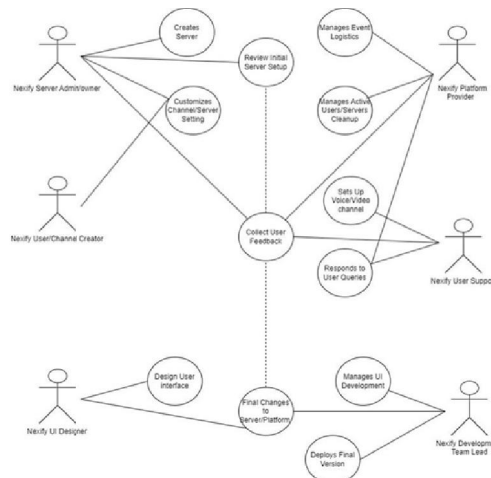 Creates
Server
Manages Event
Logistics
Review Initial
Server Setup
Nexify Server Admin/owner
Nexify Platform
Provider
Customizes
Channel/Server
Setting
Manages Active
Users/Servers
Cleanup
Sets Up
Voice/Video
channel
Nexify User/Channel Creator
Collect User
Feedback
Responds to
User Queries
Nexify User Suppo
Design User
interface
Manages UI
Development
Final Changes
to
Server/Platform
Nexify UI Designer
Nexify Developm
Team Lead
Deploys Final
Version